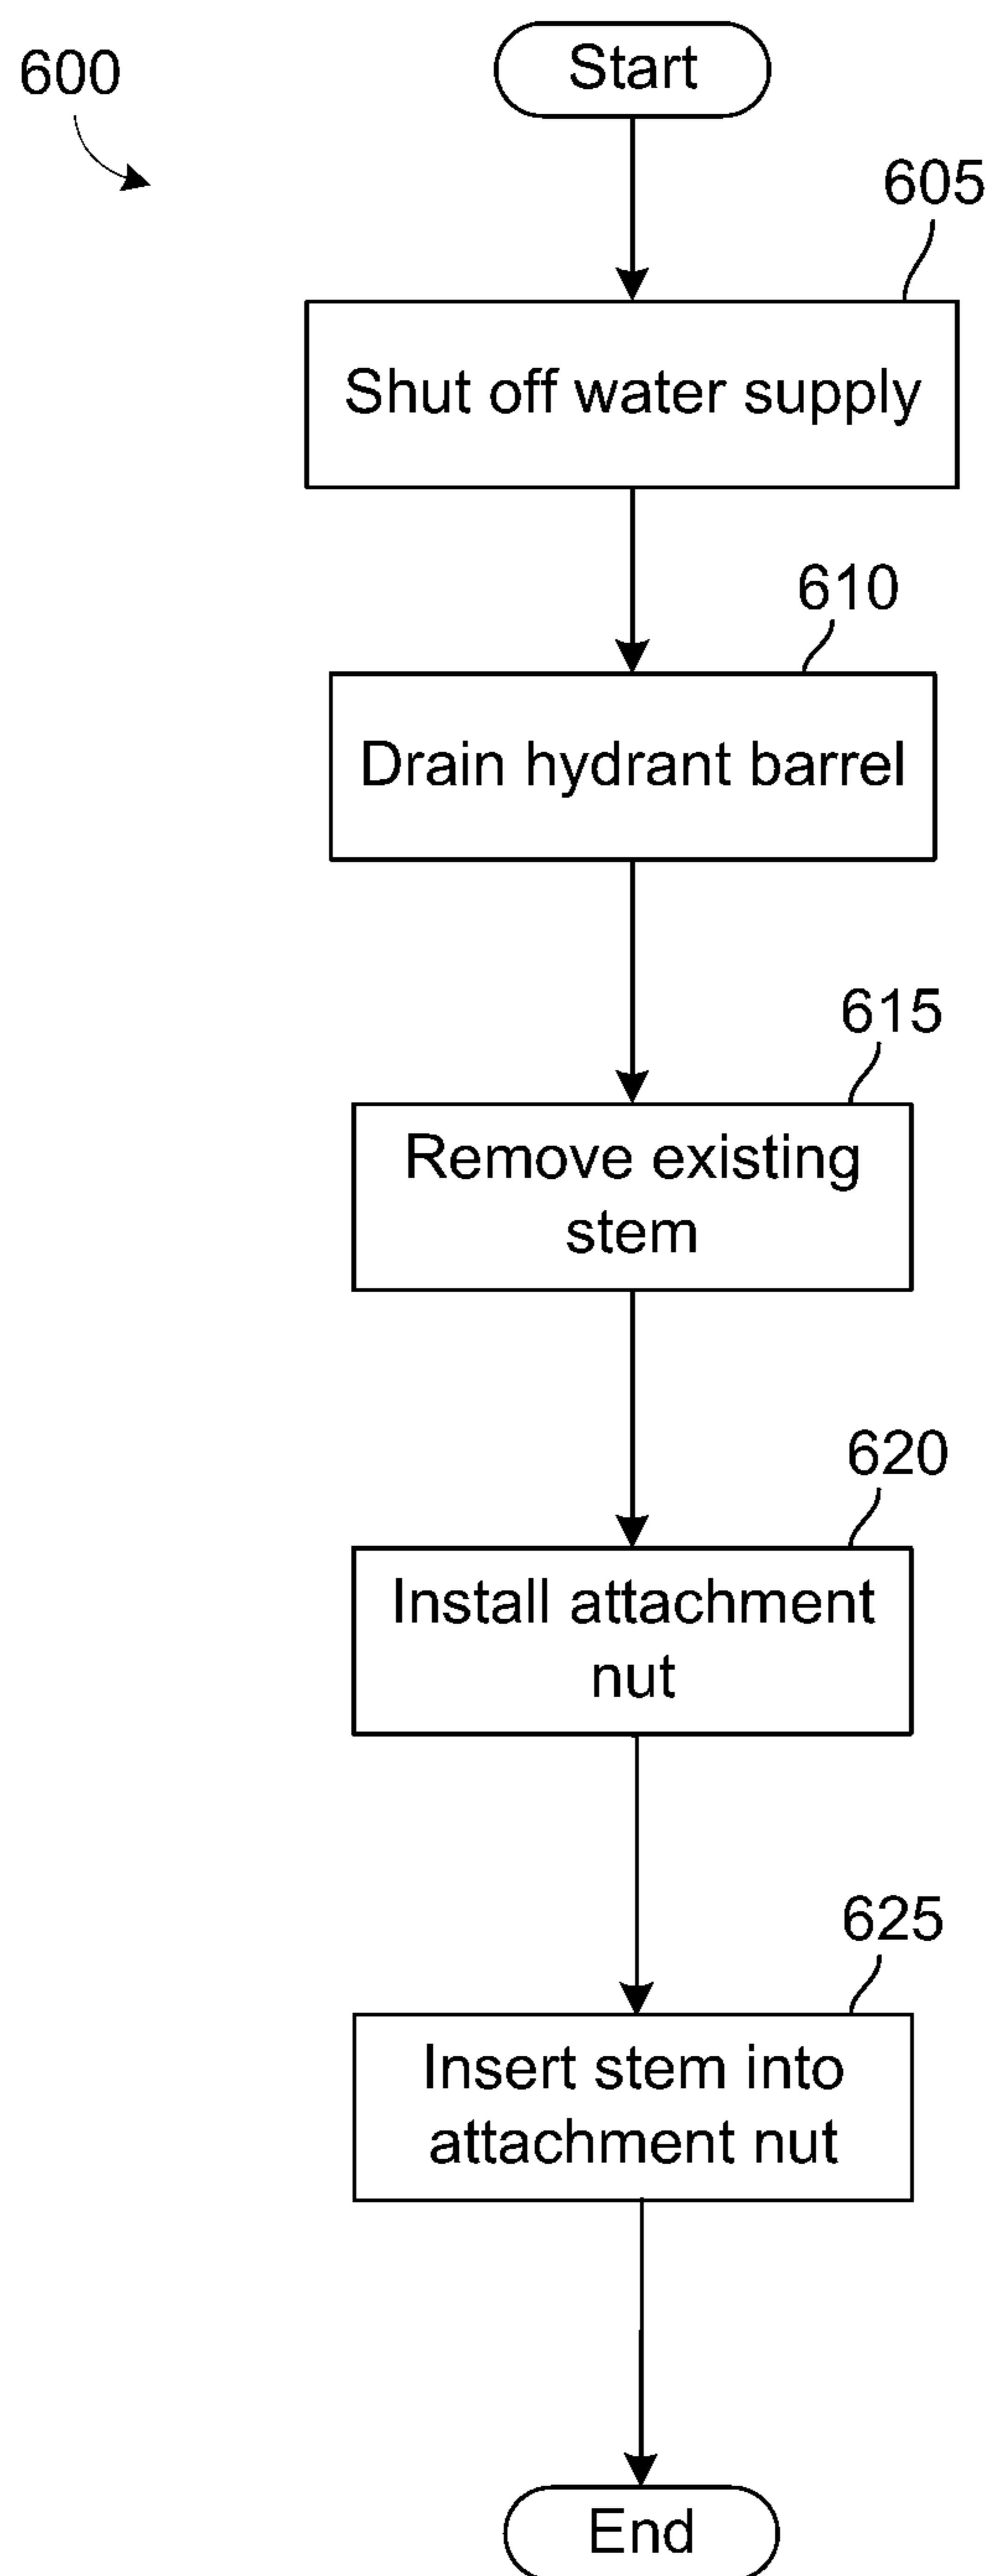 600
Start
605
Shut off water supply
610
Drain hydrant barrel
615
Remove existing
stem
620
Install attachment
nut
625
Insert stem into
attachment nut
End